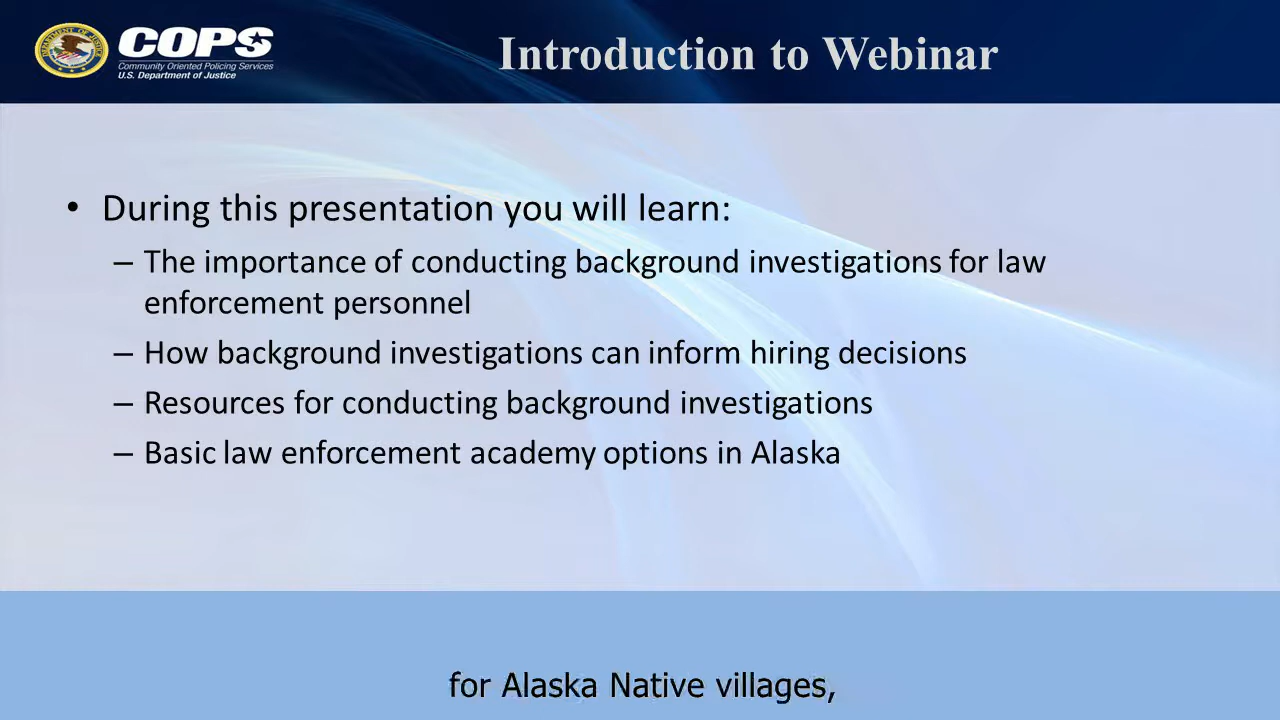 COPS
Community Oriented Policing Services
U.S. Department of Justice
Introduction to Webinar
• During this presentation you will learn:
– The importance of conducting background investigations for law
enforcement personnel
– How background investigations can inform hiring decisions
– Resources for conducting background investigations
– Basic law enforcement academy options in Alaska
for Alaska Native villages,